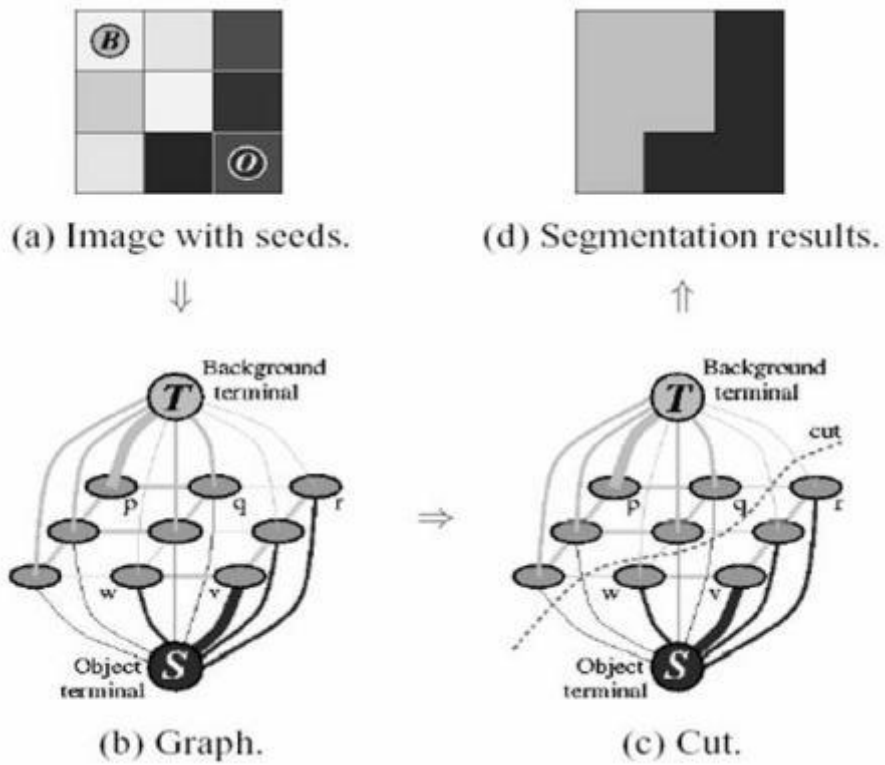 B
O
(a) Image with seeds.
(d) Segmentation results.
⇓
⇑
Background
terminal
T
p
q
r
w
v
S
Object
terminal
(b) Graph.
⇒
Background
terminal
T
cut
p
q
r
w
v
S
Object
terminal
(c) Cut.